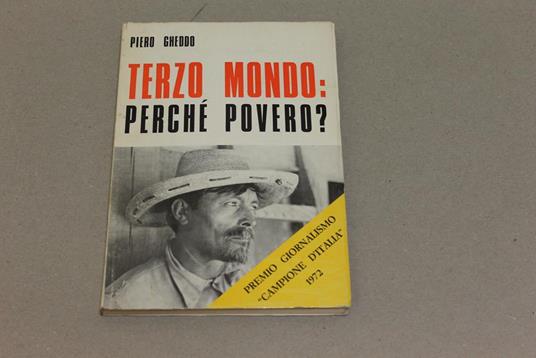 PIERO GHEDDO
TERZO MONDO:
PERCHÉ POVERO?
PREMIO GIORNALISMO
"CAMPIONE D'ITALIA"
1972